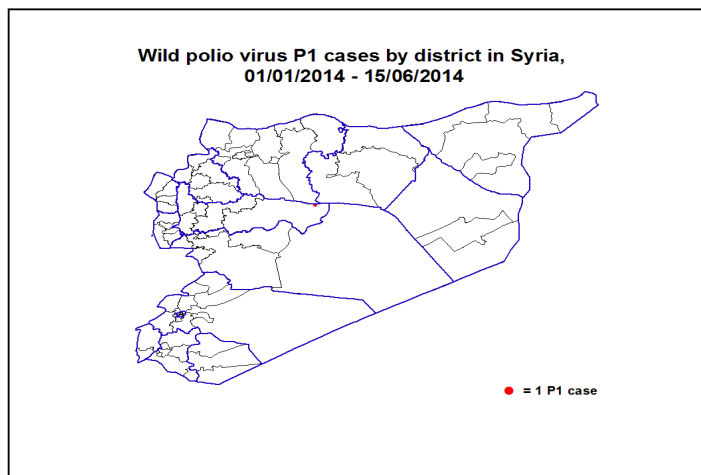 Wild polio virus P1 cases by district in Syria,
01/01/2014 - 15/06/2014
= 1 P1 case